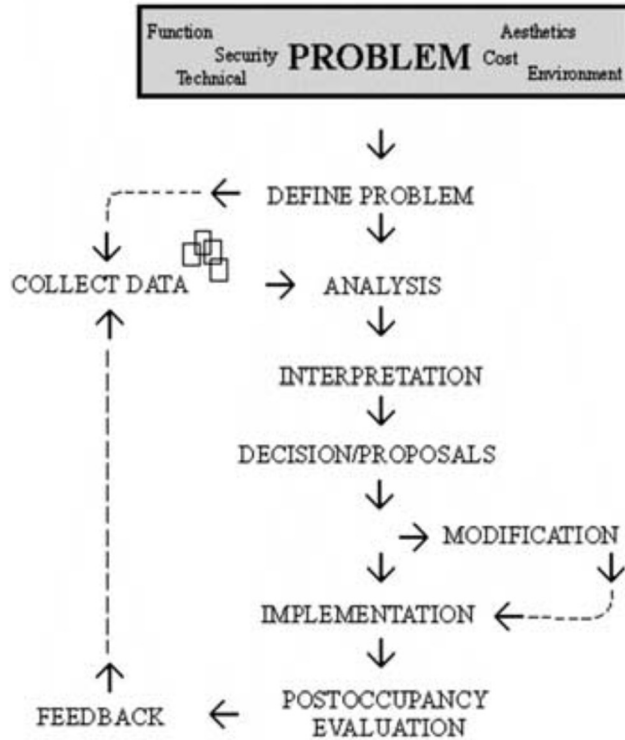 Function
Aesthetics
Security
PROBLEM
Cost
Technical
Environment
DEFINE PROBLEM
COLLECT DATA
ANALYSIS
INTERPRETATION
DECISION/PROPOSALS
MODIFICATION
IMPLEMENTATION
POSTOCCUPANCY
EVALUATION
FEEDBACK